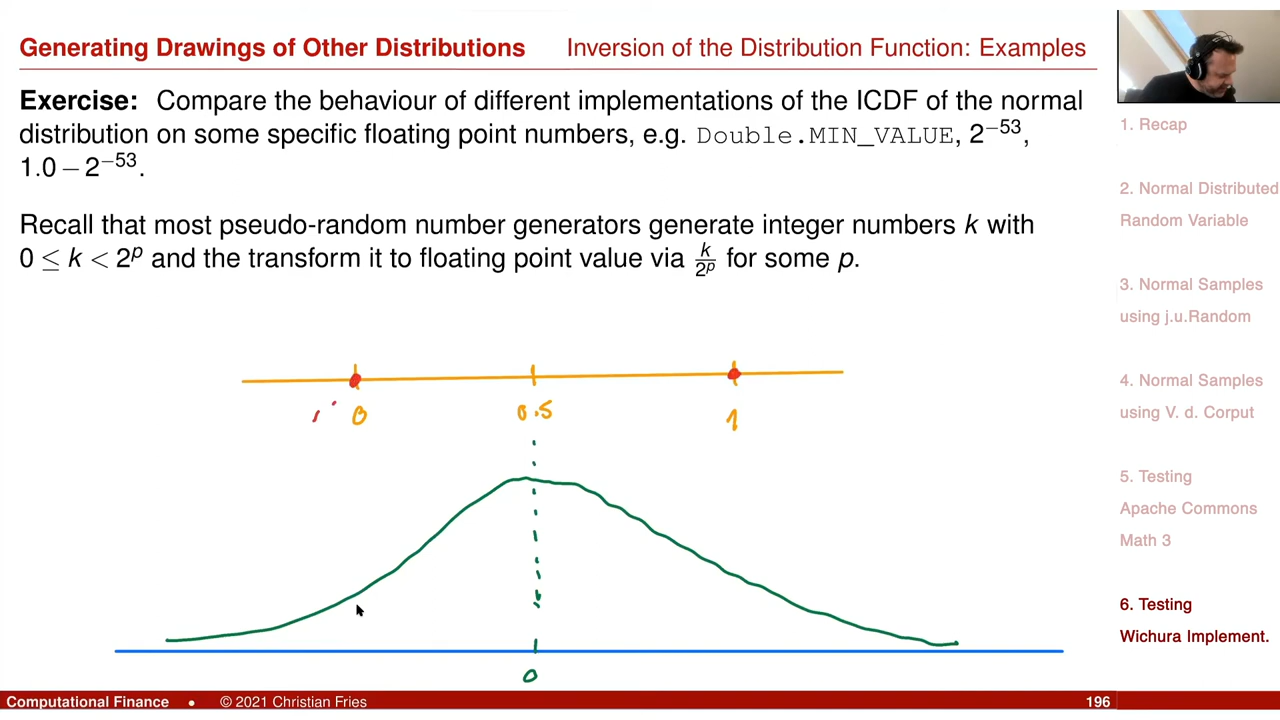 Generating Drawings of Other Distributions Inversion of the Distribution Function: Examples
Exercise: Compare the behaviour of different implementations of the ICDF of the normal
distribution on some specific floating point numbers, e.g. Double.MIN_VALUE, 2⁻⁵³,
1.0 − 2⁻⁵³.
Recall that most pseudo-random number generators generate integer numbers k with
0 ≤ k < 2ᵖ and the transform it to floating point value via k/2ᵖ for some p.
0 0.5 1
0
1. Recap
2. Normal Distributed
Random Variable
3. Normal Samples
using j.u.Random
4. Normal Samples
using V. d. Corput
5. Testing
Apache Commons
Math 3
6. Testing
Wichura Implement.
Computational Finance • © 2021 Christian Fries 196